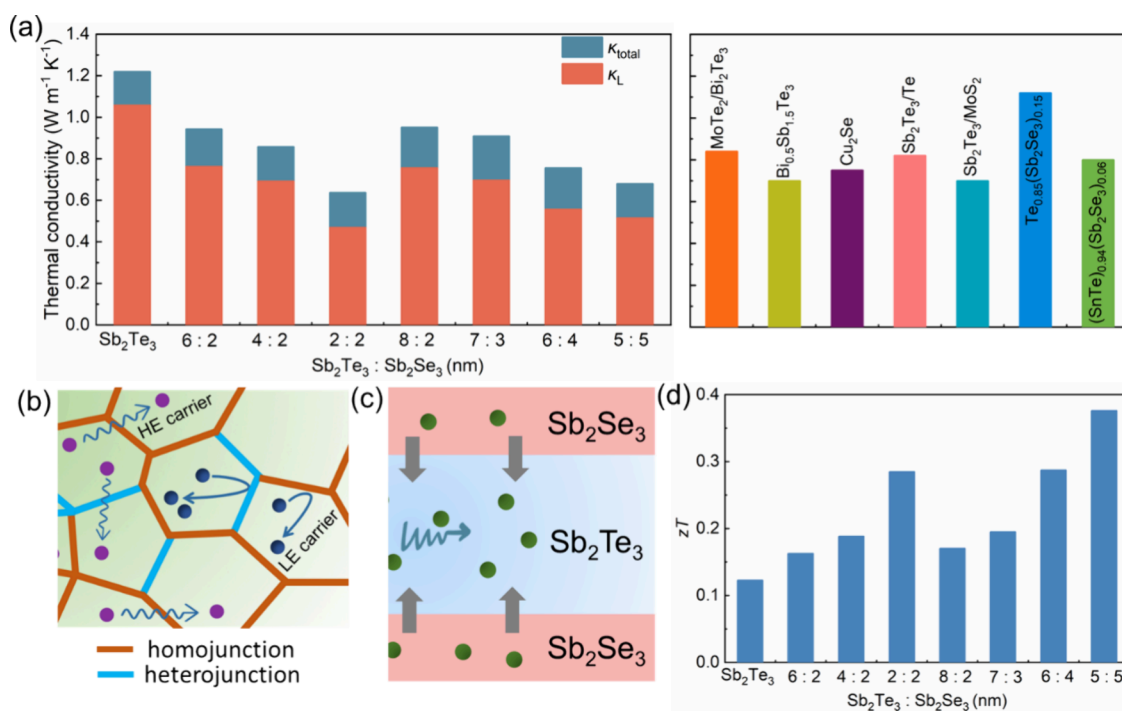 (a)
Thermal conductivity (W m⁻¹ K⁻¹)
1.4
1.2
1.0
0.8
0.6
0.4
0.2
0.0
κtotal
κL
Sb₂Te₃
6 : 2
4 : 2
2 : 2
8 : 2
7 : 3
6 : 4
5 : 5
Sb₂Te₃ : Sb₂Se₃ (nm)
MoTe₂/Bi₂Te₃
Bi₀.₅Sb₁.₅Te₃
Cu₂Se
Sb₂Te₃/Te
Sb₂Te₃/MoS₂
Te₀.₈₅(Sb₂Se₃)₀.₁₅
(SnTe)₀.₉₄(Sb₂Se₃)₀.₀₆
(b)
HE carrier
LE carrier
homojunction
heterojunction
(c)
Sb₂Se₃
Sb₂Te₃
Sb₂Se₃
(d)
zT
0.4
0.3
0.2
0.1
0.0
Sb₂Te₃
6 : 2
4 : 2
2 : 2
8 : 2
7 : 3
6 : 4
5 : 5
Sb₂Te₃ : Sb₂Se₃ (nm)